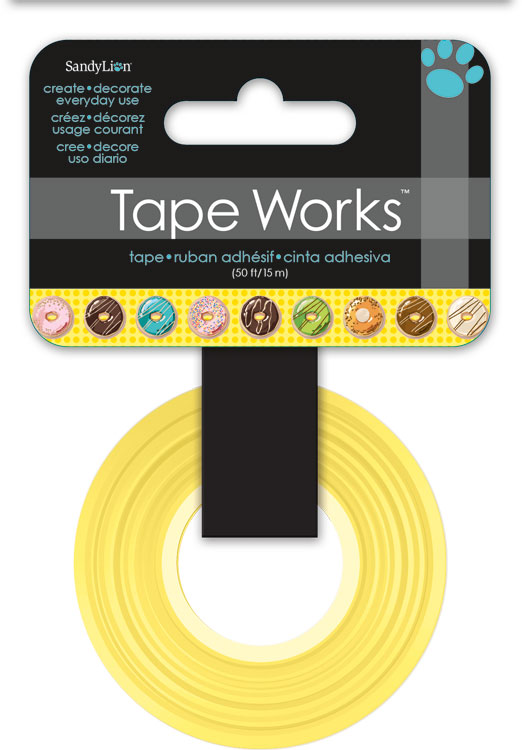 SandyLion®
create•decorate
everyday use
créez•décorez
usage courant
cree•decore
uso diario
Tape Works™
tape•ruban adhésif•cinta adhesiva
(50 ft/15 m)